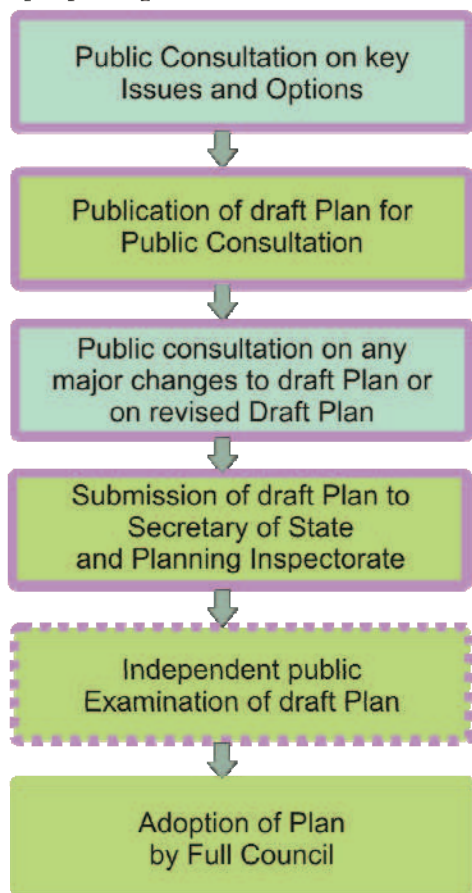 Public Consultation on key
Issues and Options
Publication of draft Plan for
Public Consultation
Public consultation on any
major changes to draft Plan or
on revised Draft Plan
Submission of draft Plan to
Secretary of State
and Planning Inspectorate
Independent public
Examination of draft Plan
Adoption of Plan
by Full Council